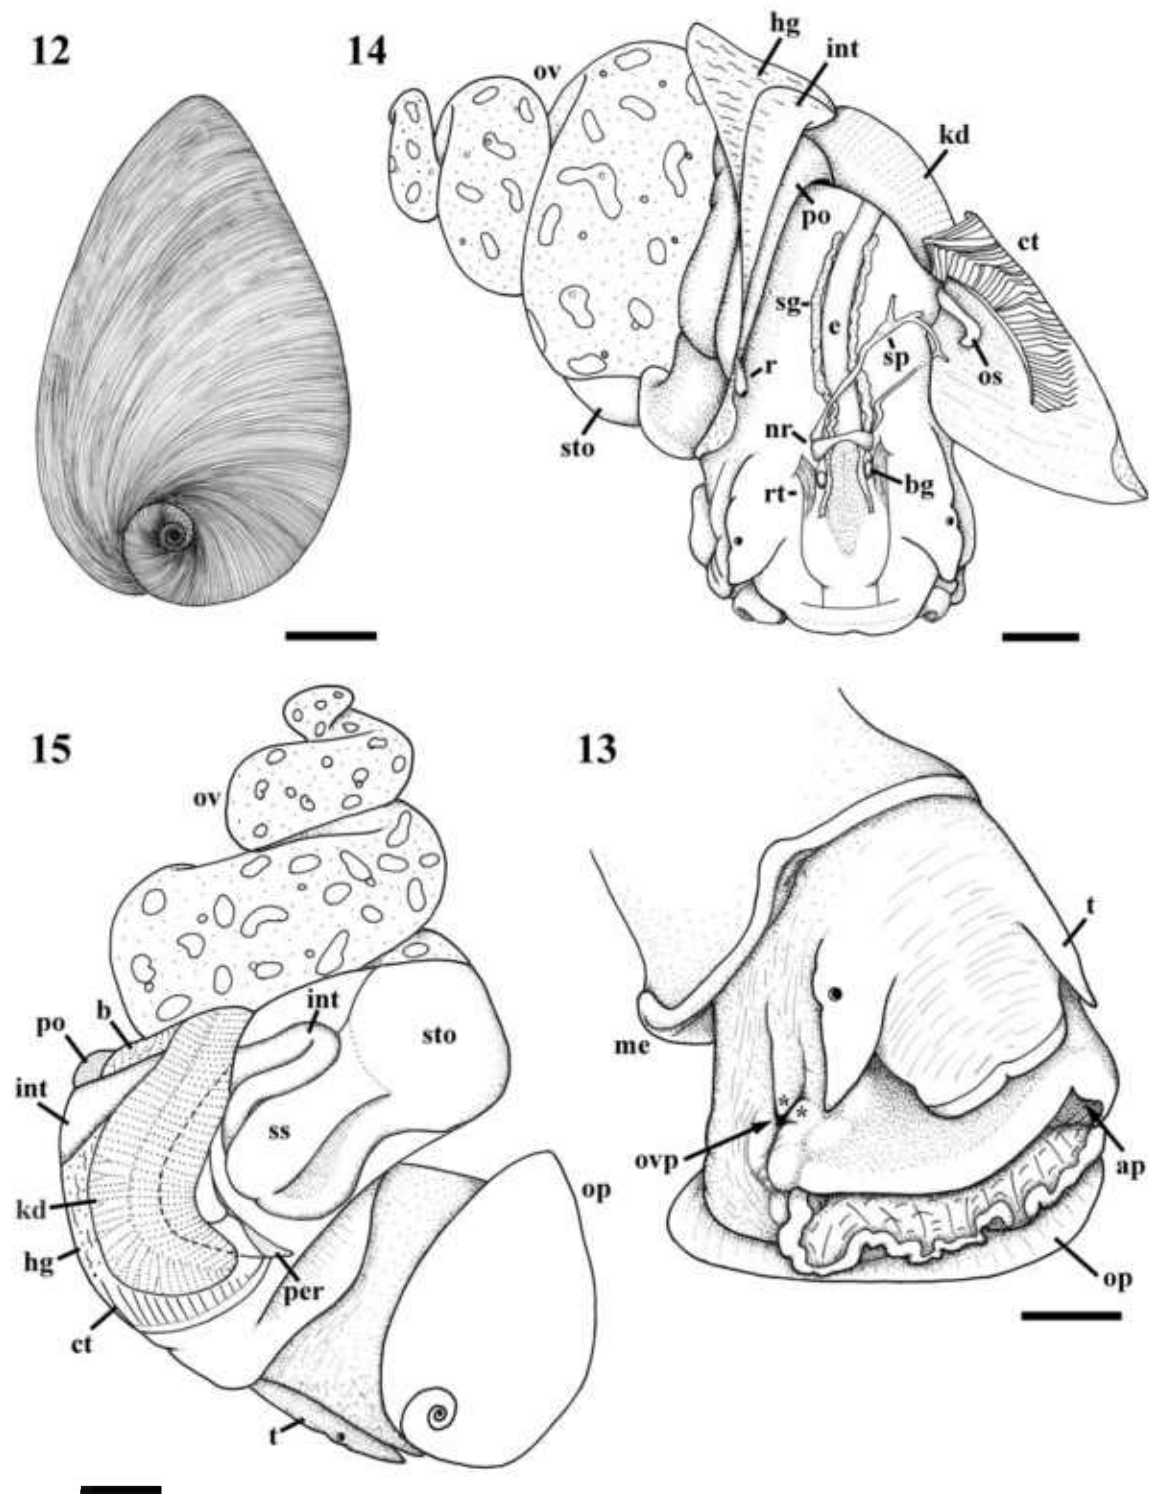 12
14
hg
int
ov
kd
po
ct
sg
e
sp
os
r
sto
nr
rt
bg
15
13
ov
t
int
b
po
sto
me
int
ss
* *
ovp
ap
op
kd
hg
per
op
ct
t